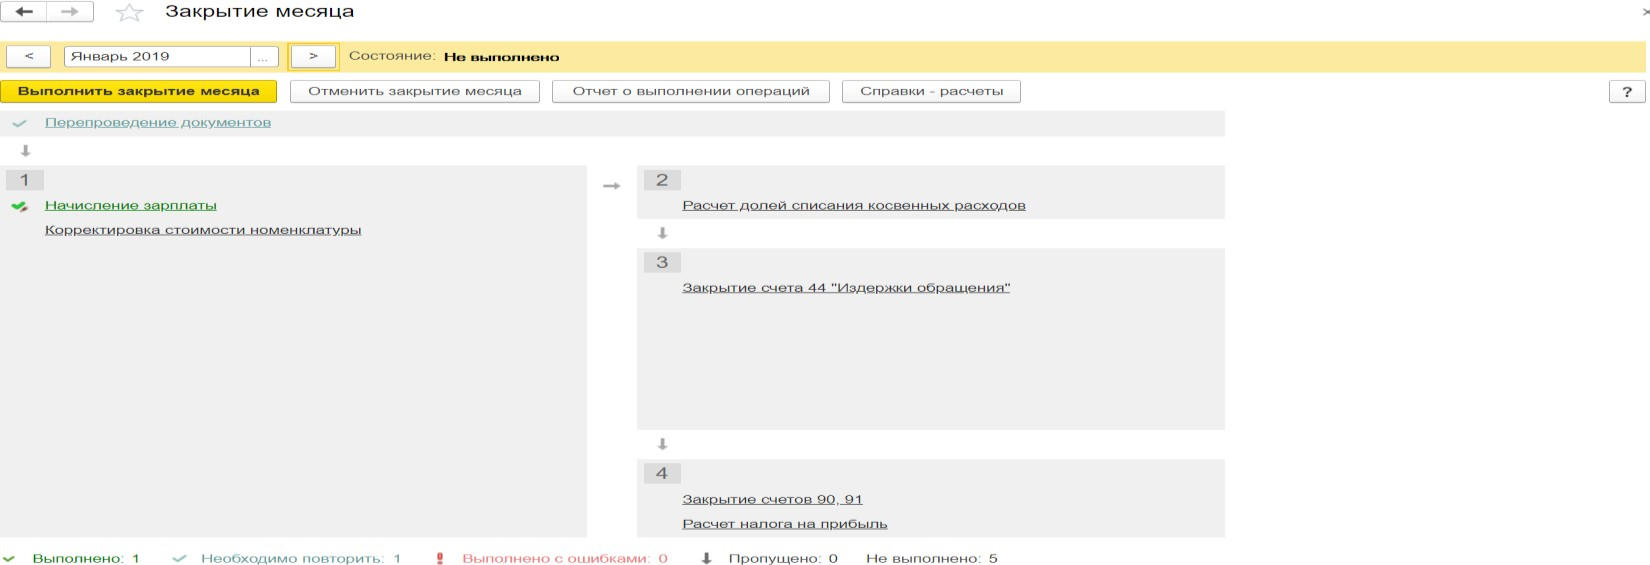 Закрытие месяца
< Январь 2019 ... > Состояние: Не выполнено
Выполнить закрытие месяца Отменить закрытие месяца Отчет о выполнении операций Справки - расчеты ?
Перепроведение документов
1
Начисление зарплаты
Корректировка стоимости номенклатуры
2
Расчет долей списания косвенных расходов
3
Закрытие счета 44 "Издержки обращения"
4
Закрытие счетов 90, 91
Расчет налога на прибыль
Выполнено: 1 Необходимо повторить: 1 Выполнено с ошибками: 0 Пропущено: 0 Не выполнено: 5